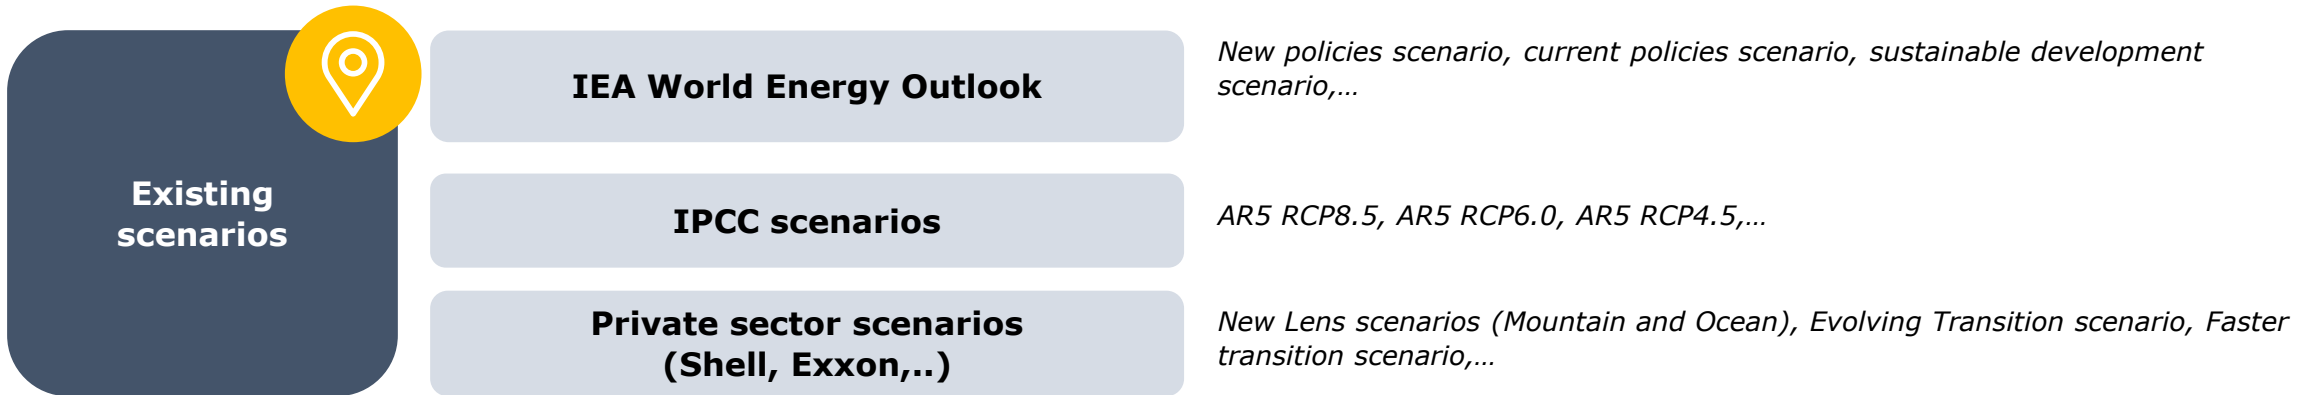 Existing
scenarios
IEA World Energy Outlook
New policies scenario, current policies scenario, sustainable development
scenario,…
IPCC scenarios
AR5 RCP8.5, AR5 RCP6.0, AR5 RCP4.5,…
Private sector scenarios
(Shell, Exxon,..)
New Lens scenarios (Mountain and Ocean), Evolving Transition scenario, Faster
transition scenario,…